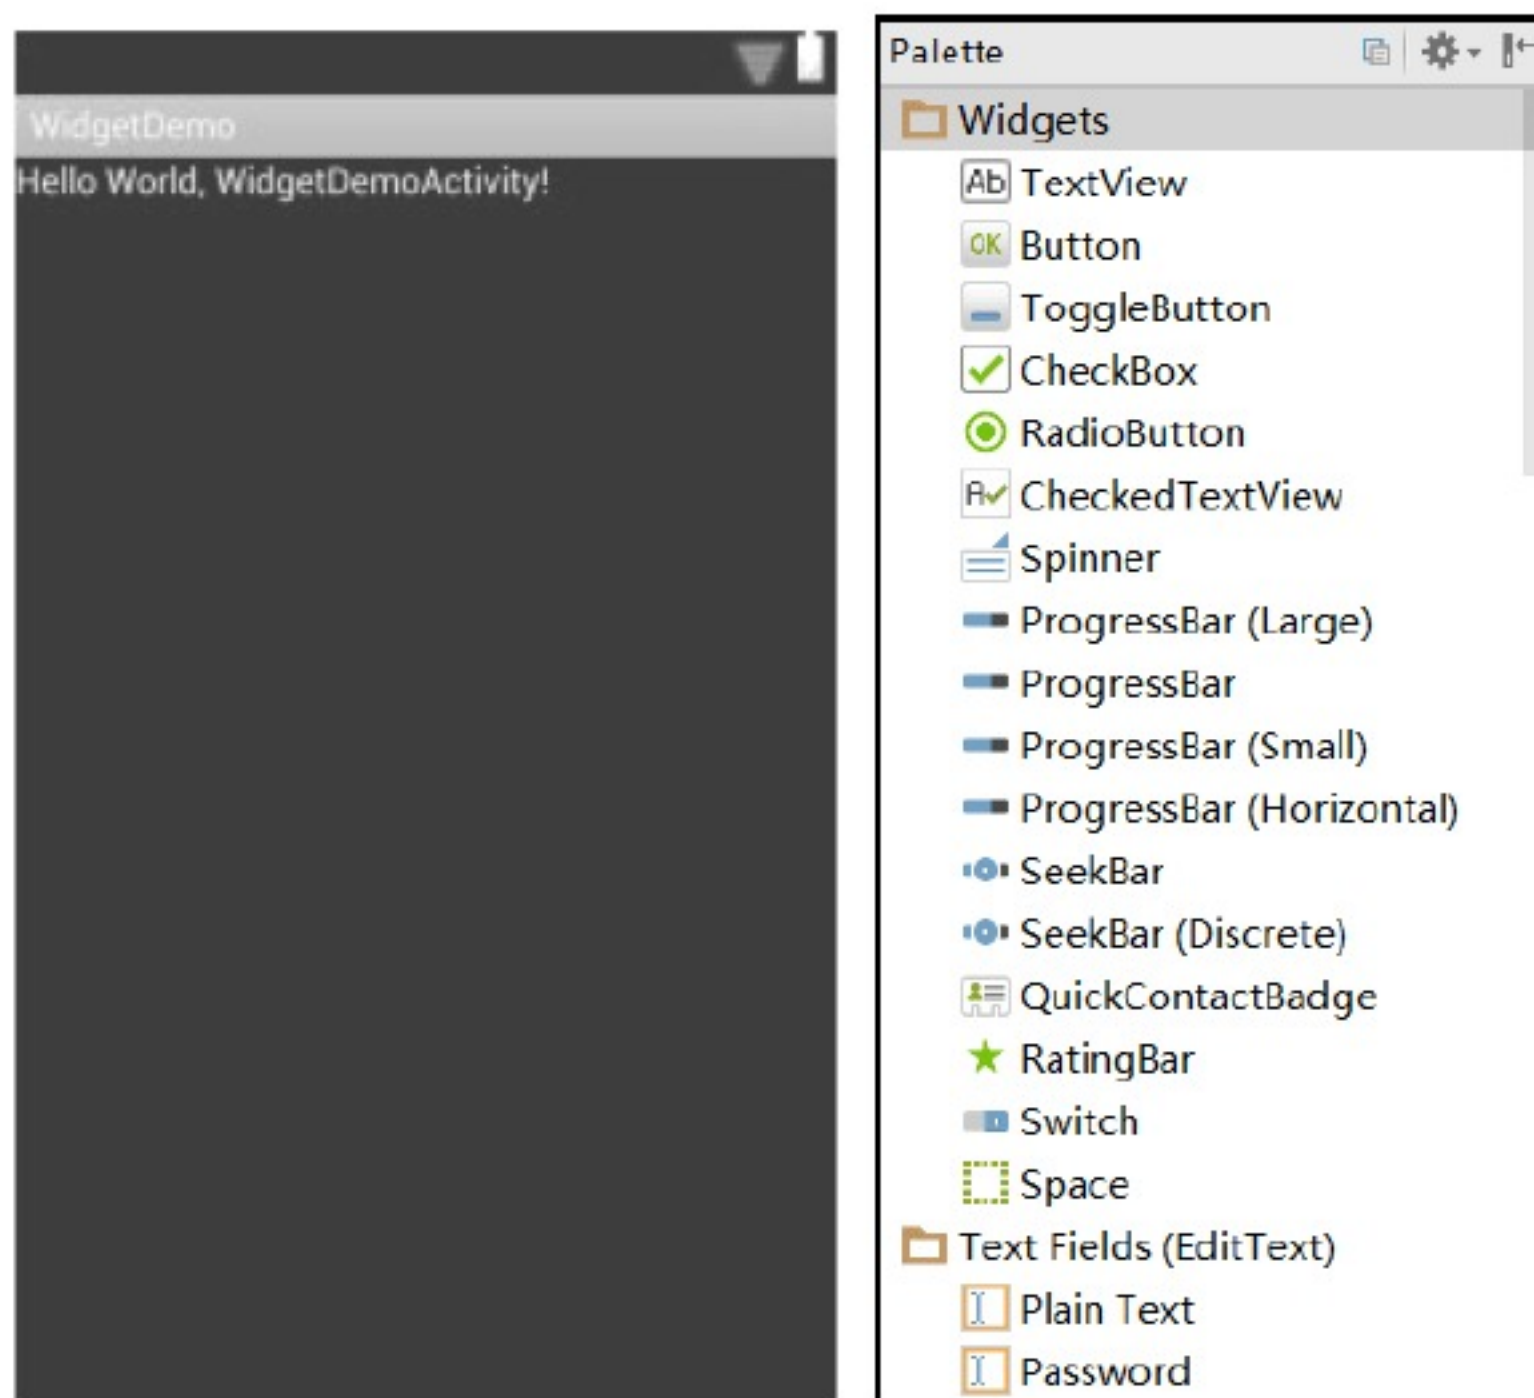 WidgetDemo
Hello World, WidgetDemoActivity!
Palette
Widgets
Ab TextView
OK Button
ToggleButton
CheckBox
RadioButton
A CheckedTextView
Spinner
ProgressBar (Large)
ProgressBar
ProgressBar (Small)
ProgressBar (Horizontal)
SeekBar
SeekBar (Discrete)
QuickContactBadge
RatingBar
Switch
Space
Text Fields (EditText)
Plain Text
Password